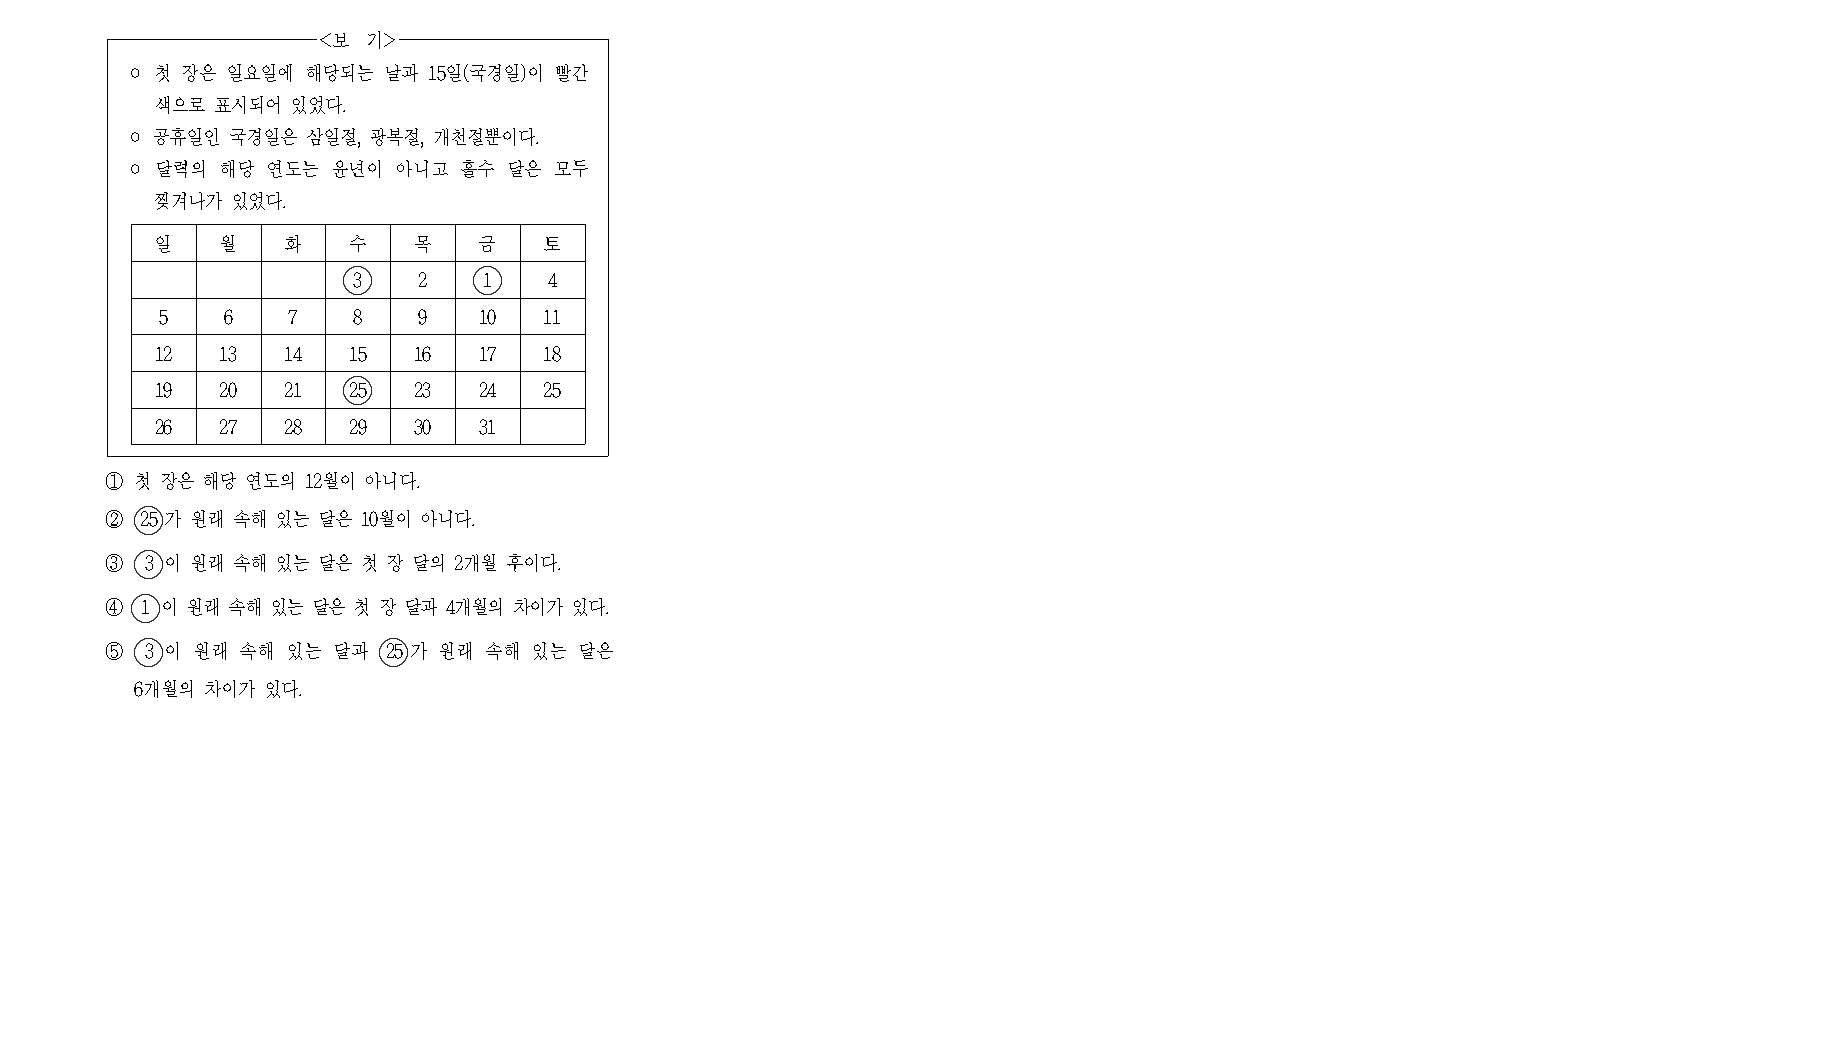 <보 기>
○ 첫 장은 일요일에 해당되는 날과 15일(국경일)이 빨간
색으로 표시되어 있었다.
○ 공휴일인 국경일은 삼일절, 광복절, 개천절뿐이다.
○ 달력의 해당 연도는 윤년이 아니고 홀수 달은 모두
찢겨나가 있었다.
일 월 화 수 목 금 토
③ 2 ① 4
5 6 7 8 9 10 11
12 13 14 15 16 17 18
19 20 21 ㉕ 23 24 25
26 27 28 29 30 31
① 첫 장은 해당 연도의 12월이 아니다.
② ㉕가 원래 속해 있는 달은 10월이 아니다.
③ ③이 원래 속해 있는 달은 첫 장 달의 2개월 후이다.
④ ①이 원래 속해 있는 달은 첫 장 달과 4개월의 차이가 있다.
⑤ ③이 원래 속해 있는 달과 ㉕가 원래 속해 있는 달은
6개월의 차이가 있다.